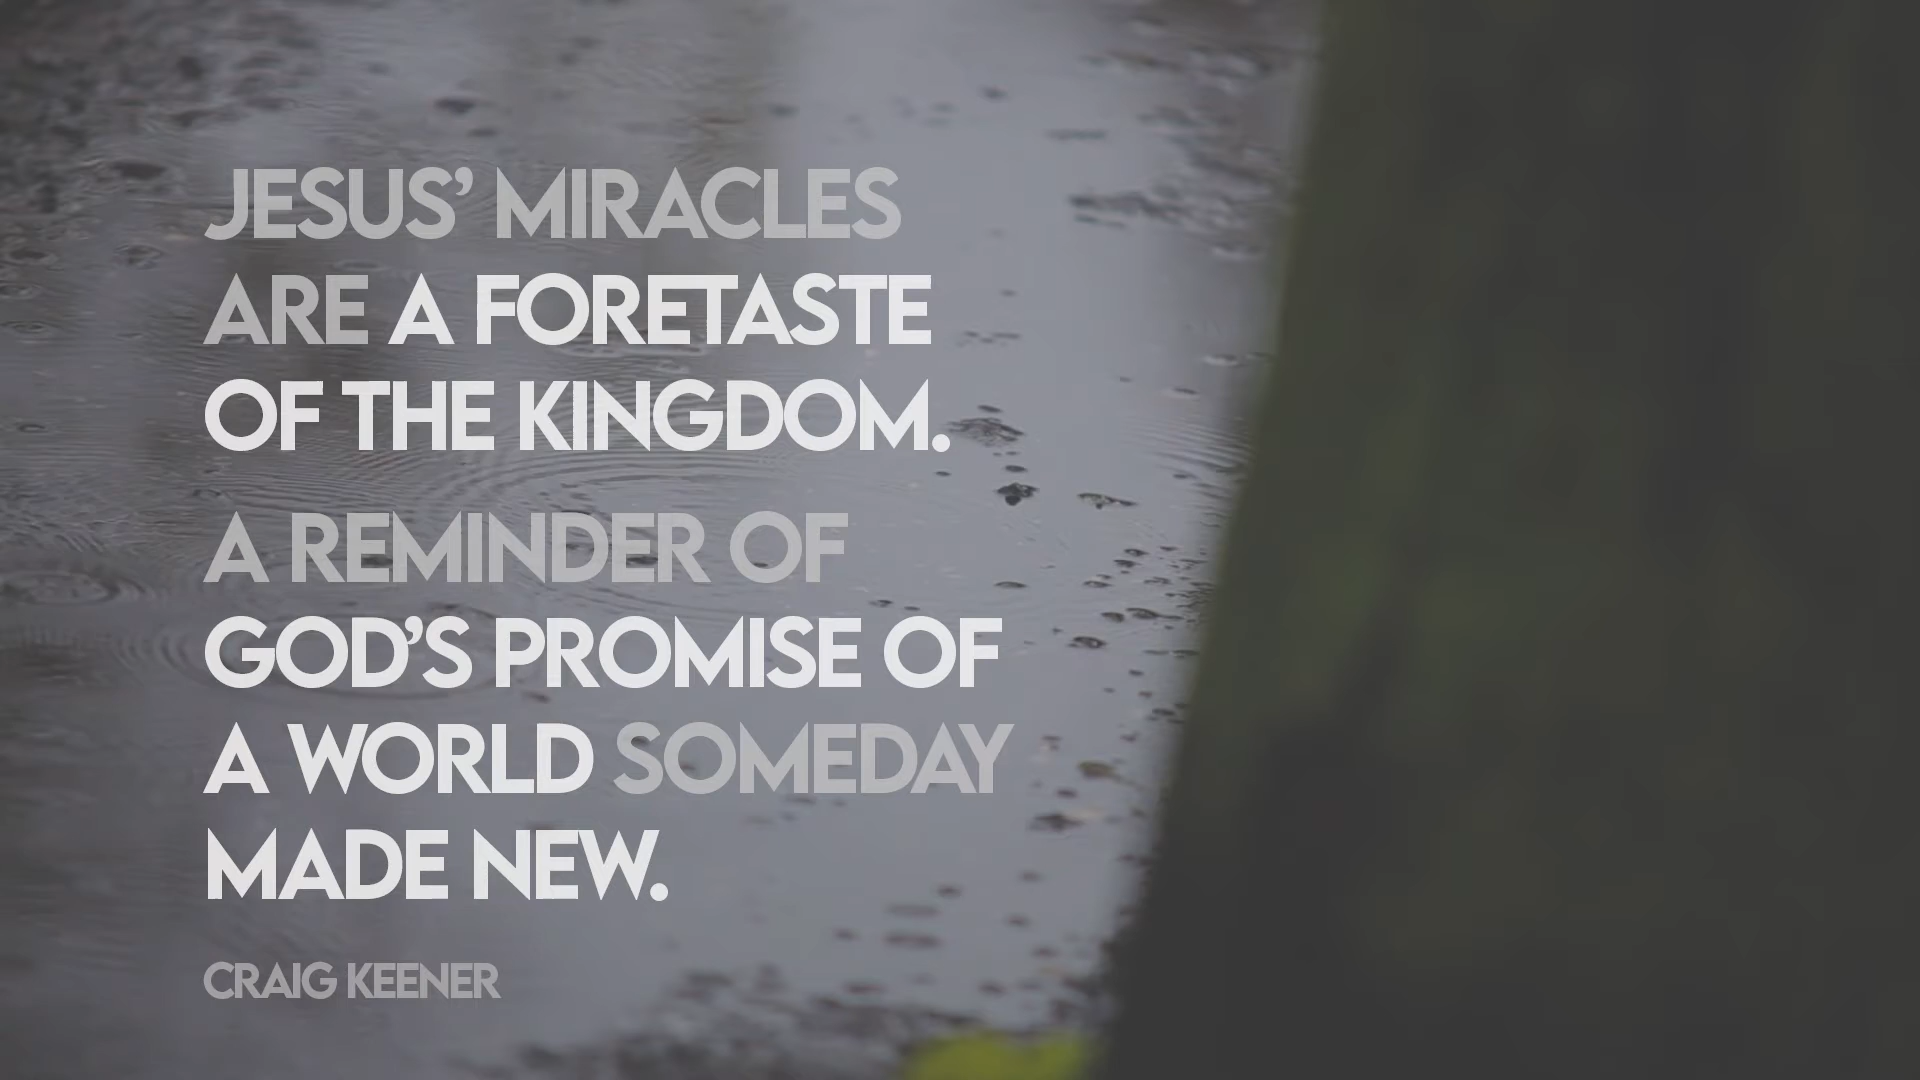 JESUS’ MIRACLES
ARE A FORETASTE
OF THE KINGDOM.
A REMINDER OF
GOD’S PROMISE OF
A WORLD SOMEDAY
MADE NEW.
CRAIG KEENER